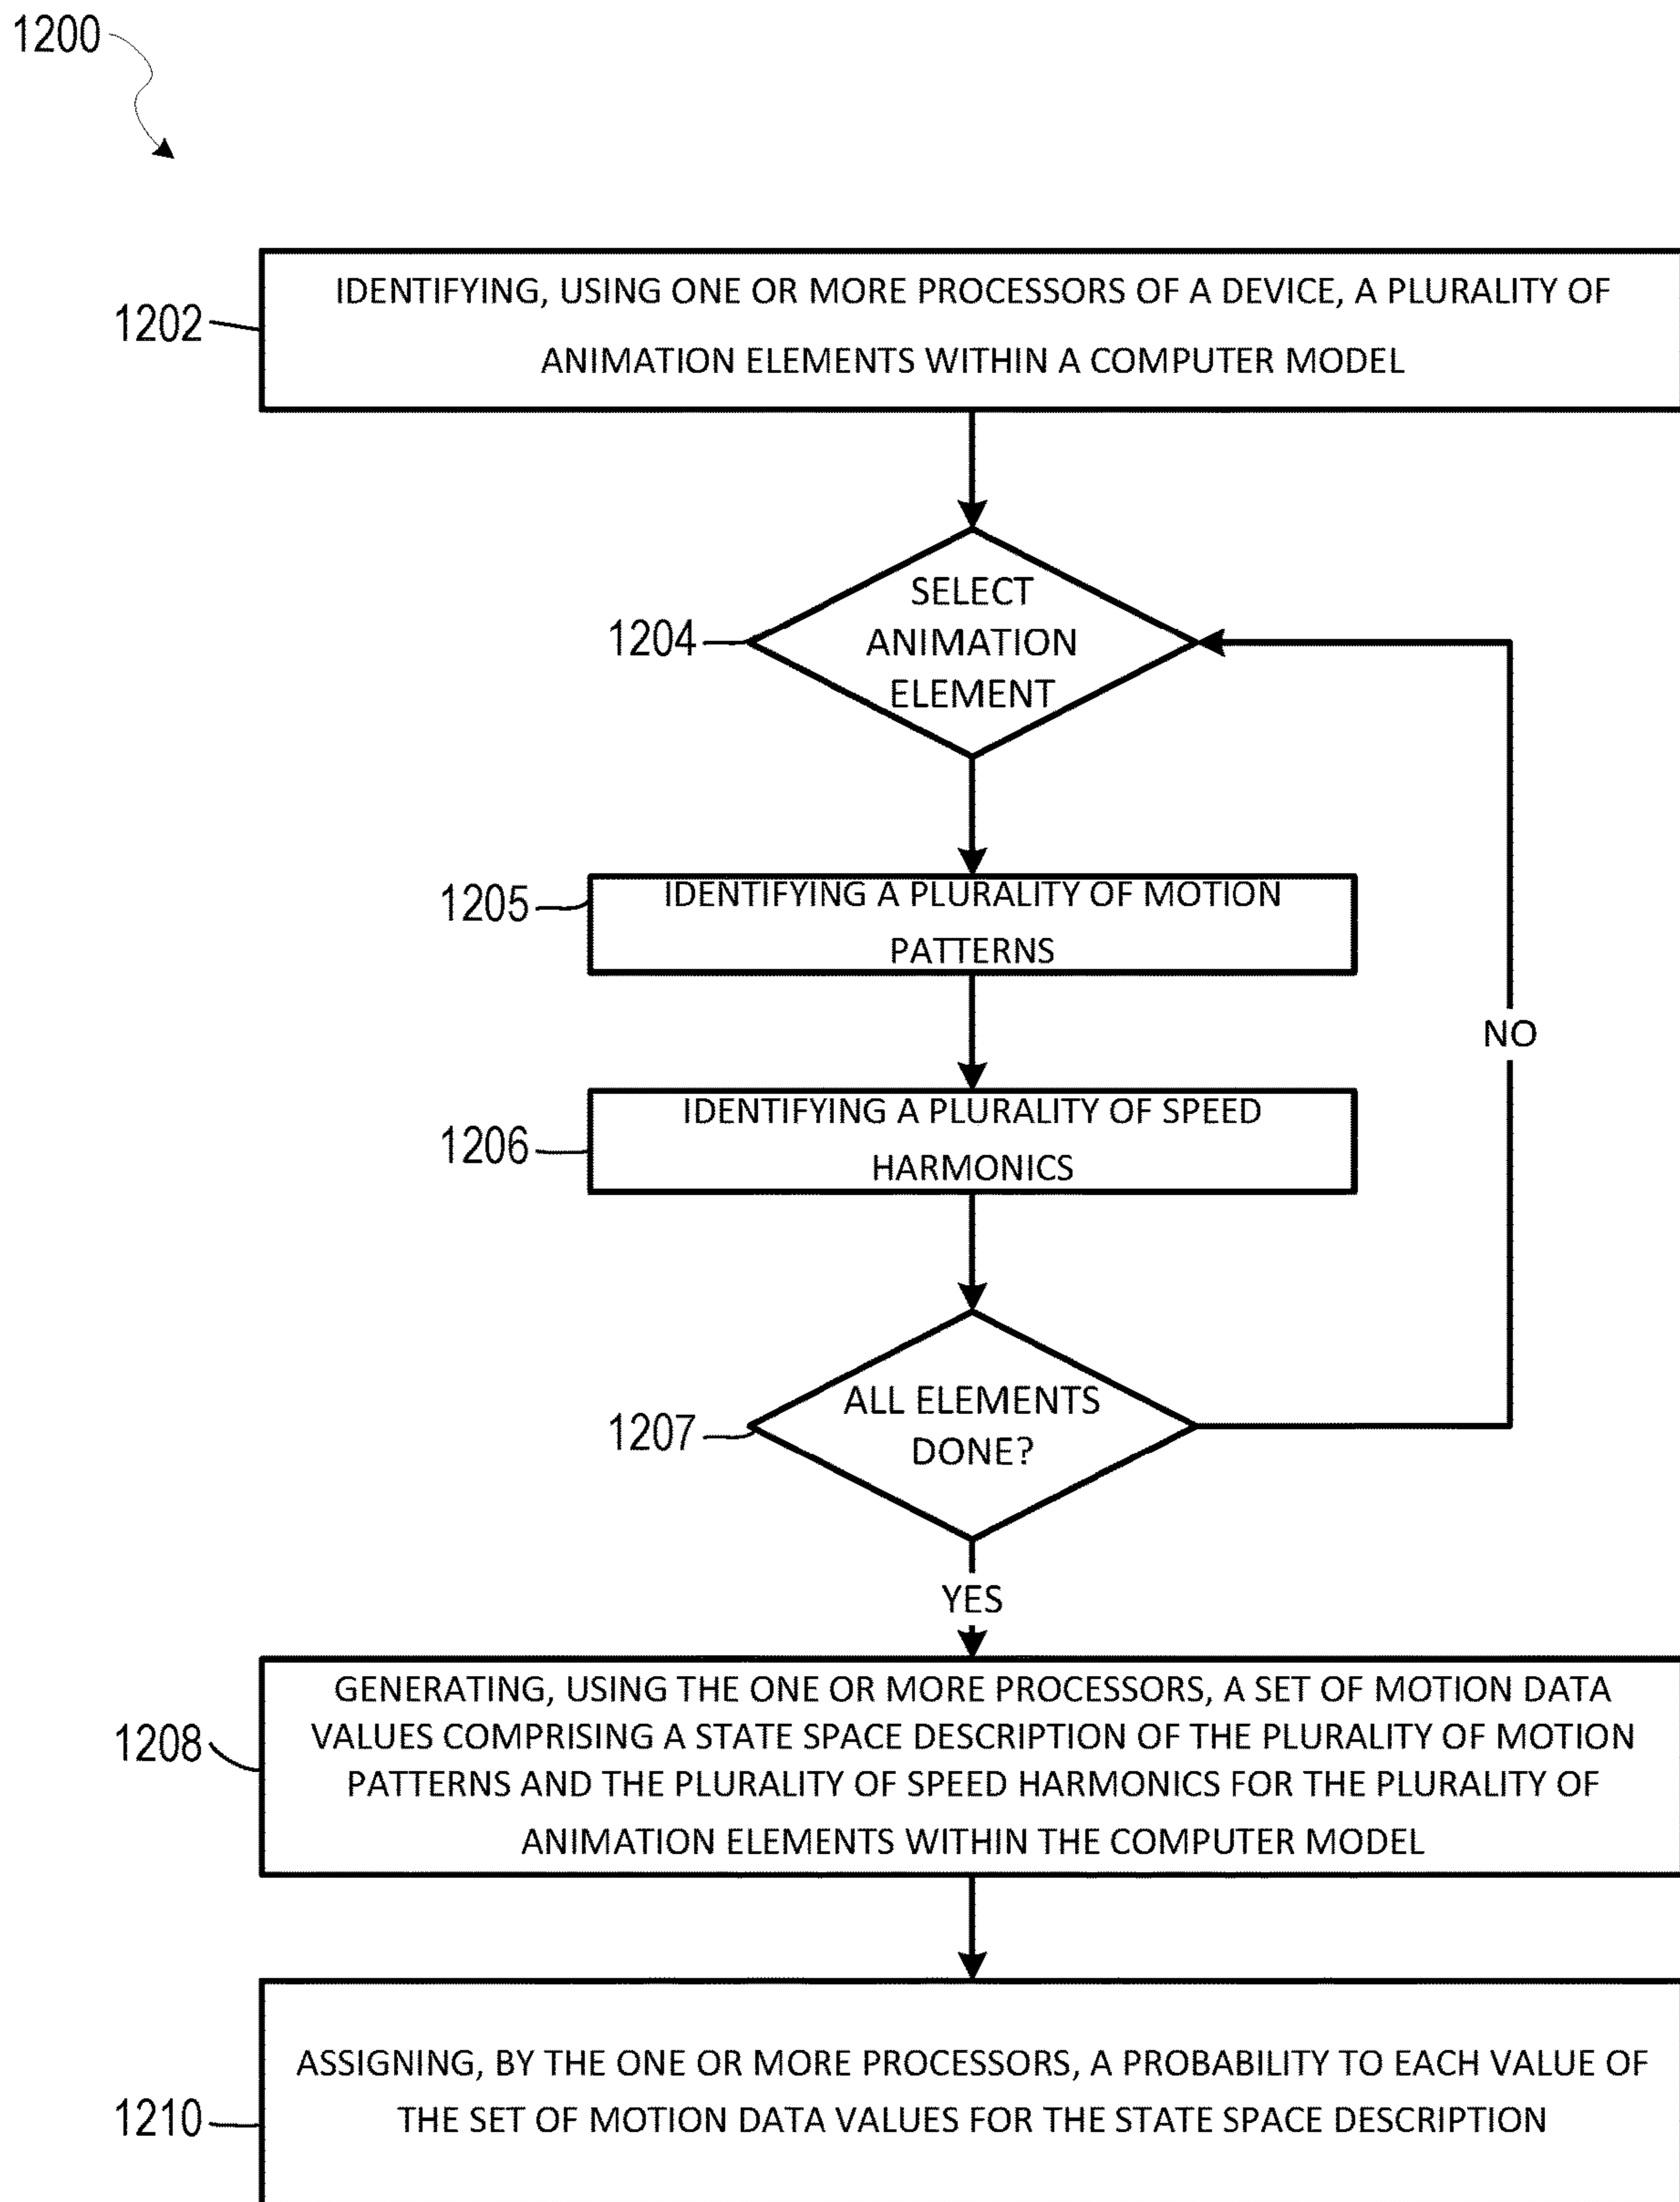 1200
1202
IDENTIFYING, USING ONE OR MORE PROCESSORS OF A DEVICE, A PLURALITY OF
ANIMATION ELEMENTS WITHIN A COMPUTER MODEL
1204
SELECT
ANIMATION
ELEMENT
1205
IDENTIFYING A PLURALITY OF MOTION
PATTERNS
NO
1206
IDENTIFYING A PLURALITY OF SPEED
HARMONICS
1207
ALL ELEMENTS
DONE?
YES
1208
GENERATING, USING THE ONE OR MORE PROCESSORS, A SET OF MOTION DATA
VALUES COMPRISING A STATE SPACE DESCRIPTION OF THE PLURALITY OF MOTION
PATTERNS AND THE PLURALITY OF SPEED HARMONICS FOR THE PLURALITY OF
ANIMATION ELEMENTS WITHIN THE COMPUTER MODEL
1210
ASSIGNING, BY THE ONE OR MORE PROCESSORS, A PROBABILITY TO EACH VALUE OF
THE SET OF MOTION DATA VALUES FOR THE STATE SPACE DESCRIPTION